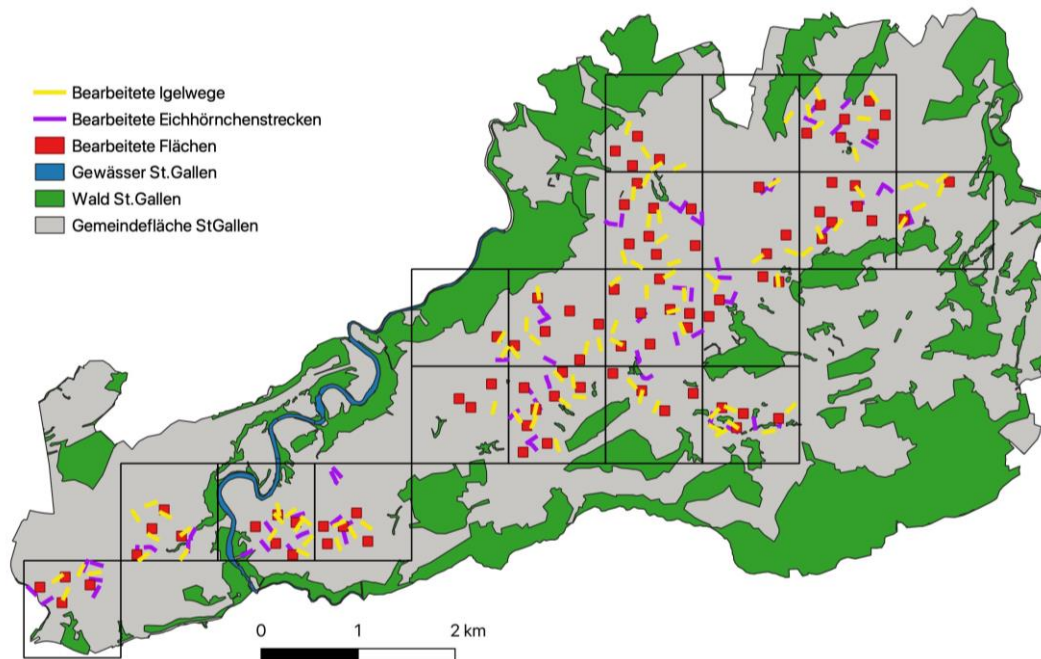 Bearbeitete Igelwege
Bearbeitete Eichhörnchenstrecken
Bearbeitete Flächen
Gewässer St.Gallen
Wald St.Gallen
Gemeindefläche StGallen
0 1 2 km